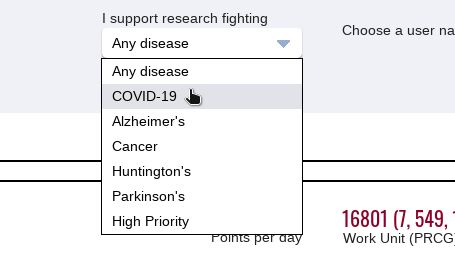 I support research fighting
Choose a user na
Any disease
Any disease
COVID-19
Alzheimer's
Cancer
Huntington's
Parkinson's
High Priority
16801 (7, 549, 1
Points per day
Work Unit (PRCG)